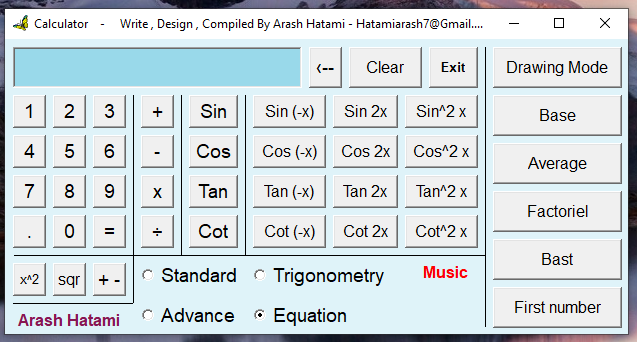 Calculator - Write , Design , Compiled By Arash Hatami - Hatamiarash7@Gmail....
<-- Clear Exit Drawing Mode
1 2 3 + Sin Sin (-x) Sin 2x Sin^2 x Base
4 5 6 - Cos Cos (-x) Cos 2x Cos^2 x Average
7 8 9 x Tan Tan (-x) Tan 2x Tan^2 x Factoriel
. 0 = ÷ Cot Cot (-x) Cot 2x Cot^2 x Bast
x^2 sqr + - Standard Trigonometry Music
Arash Hatami Advance Equation First number